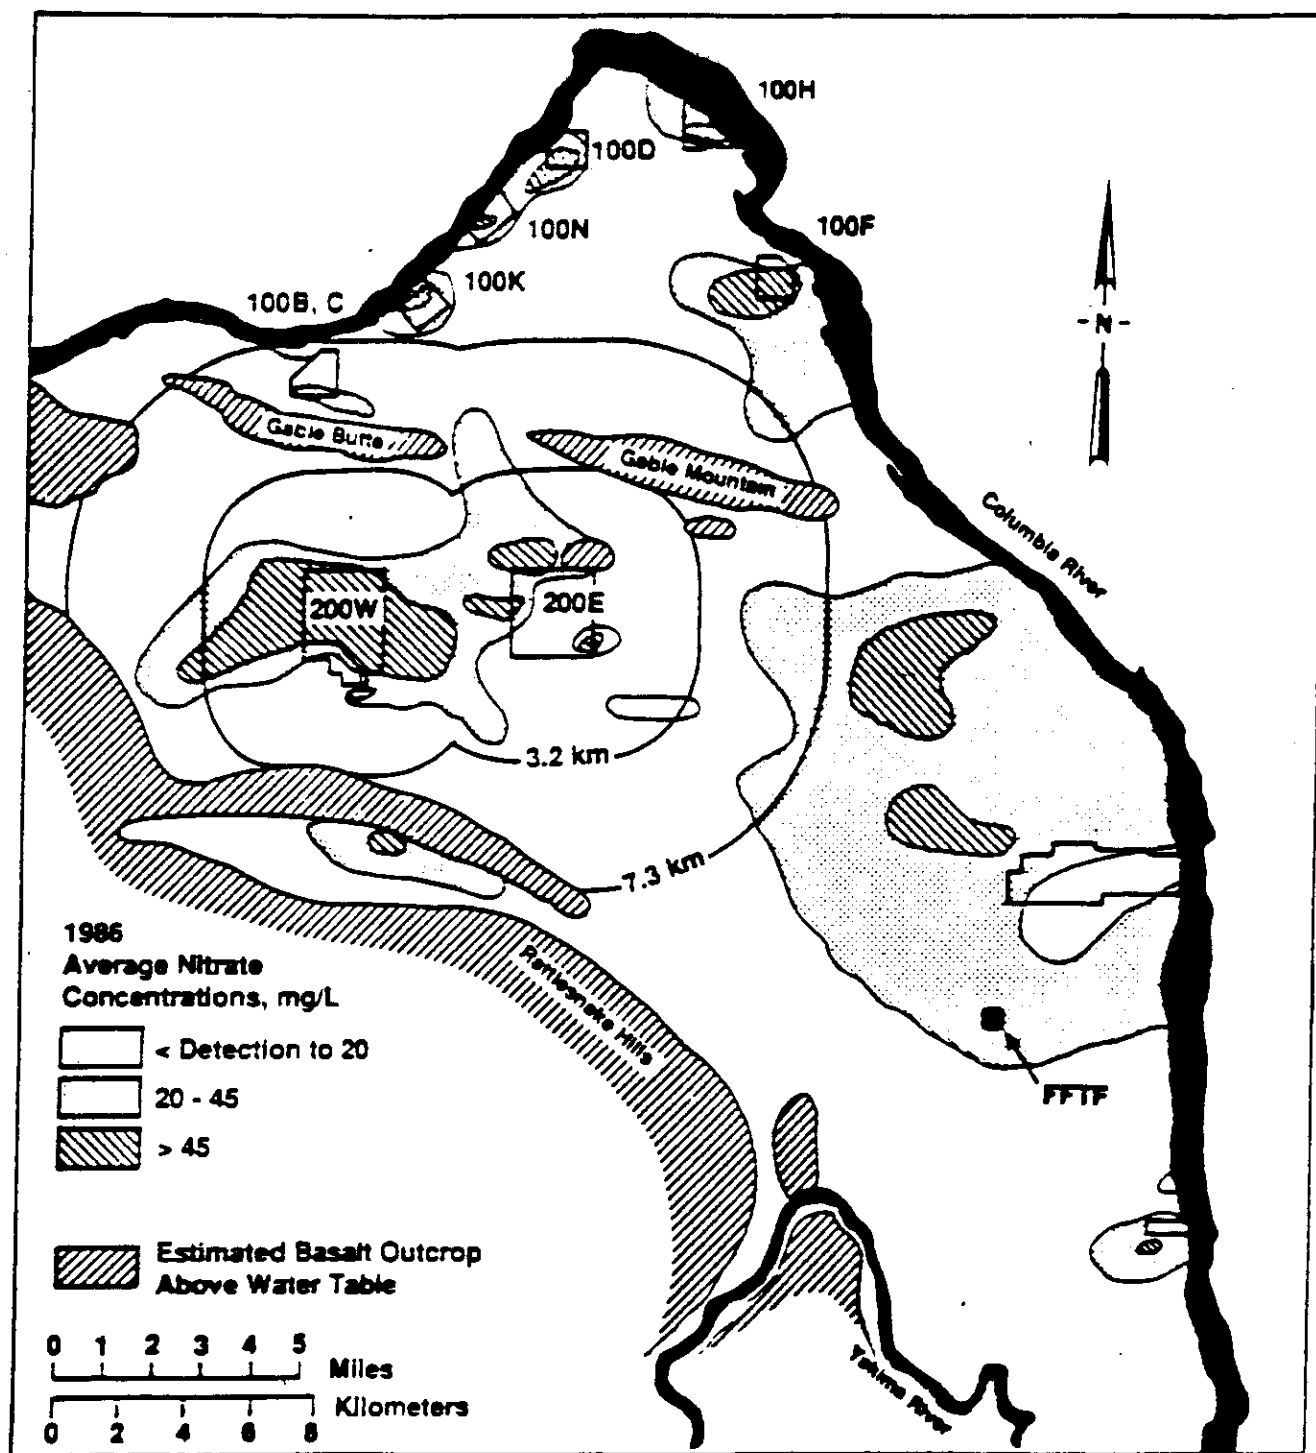 100H
100D
100N
100F
100K
100B, C
- N -
Gable Butte
Gable Mountain
Columbia River
200W
200E
3.2 km
7.3 km
1986
Average Nitrate
Concentrations, mg/L
< Detection to 20
20 - 45
> 45
Rattlesnake Hills
FFTF
Estimated Basalt Outcrop
Above Water Table
0 1 2 3 4 5
Miles
Kilometers
0 2 4 6 8
Yakima River